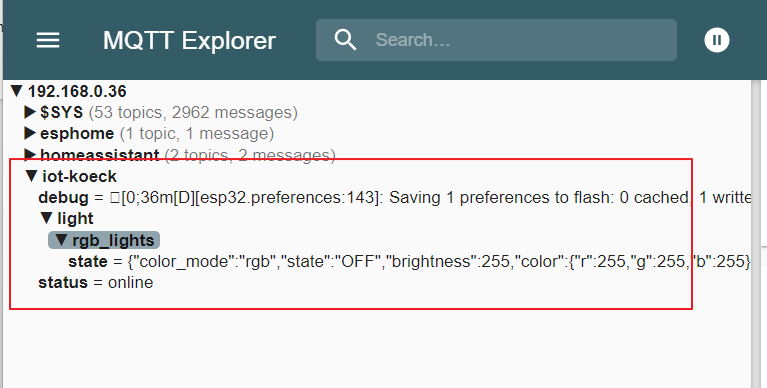 MQTT Explorer
Search...
192.168.0.36
$SYS (53 topics, 2962 messages)
esphome (1 topic, 1 message)
homeassistant (2 topics, 2 messages)
iot-koeck
debug = [0;36m[D][esp32.preferences:143]: Saving 1 preferences to flash: 0 cached, 1 writte
light
rgb_lights
state = {"color_mode":"rgb","state":"OFF","brightness":255,"color":{"r":255,"g":255,"b":255}
status = online